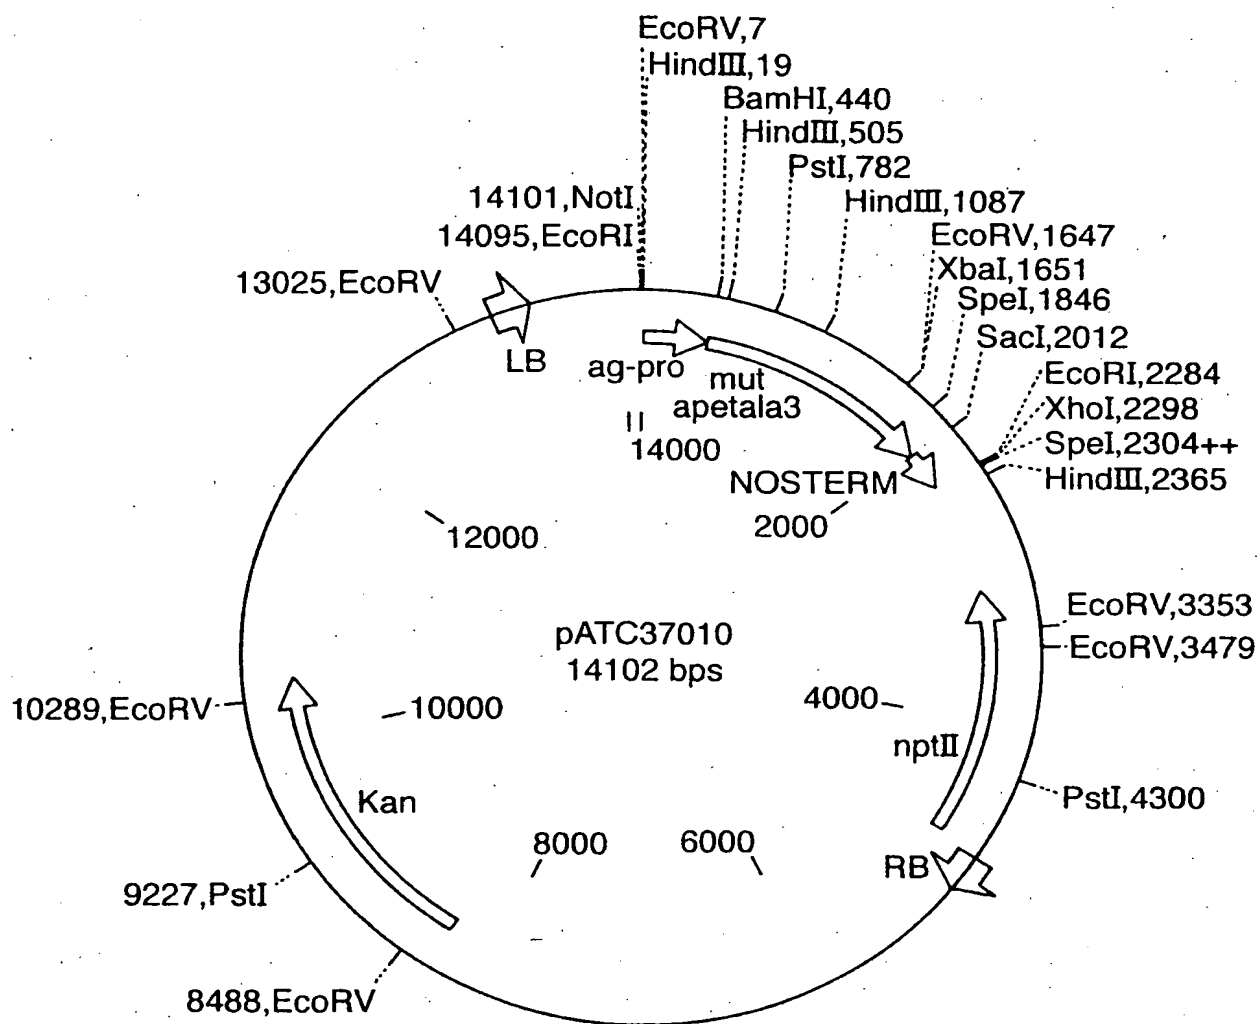 EcoRV,7
HindIII,19
BamHI,440
HindIII,505
PstI,782
14101,NotI
HindIII,1087
14095,EcoRI
EcoRV,1647
13025,EcoRV
XbaI,1651
SpeI,1846
SacI,2012
LB
ag-pro
mut
apetala3
EcoRI,2284
XhoI,2298
14000
SpeI,2304++
NOSTERM
HindIII,2365
12000
2000
EcoRV,3353
pATC37010
14102 bps
EcoRV,3479
10289,EcoRV
10000
4000
nptII
Kan
PstI,4300
8000
6000
RB
9227,PstI
8488,EcoRV